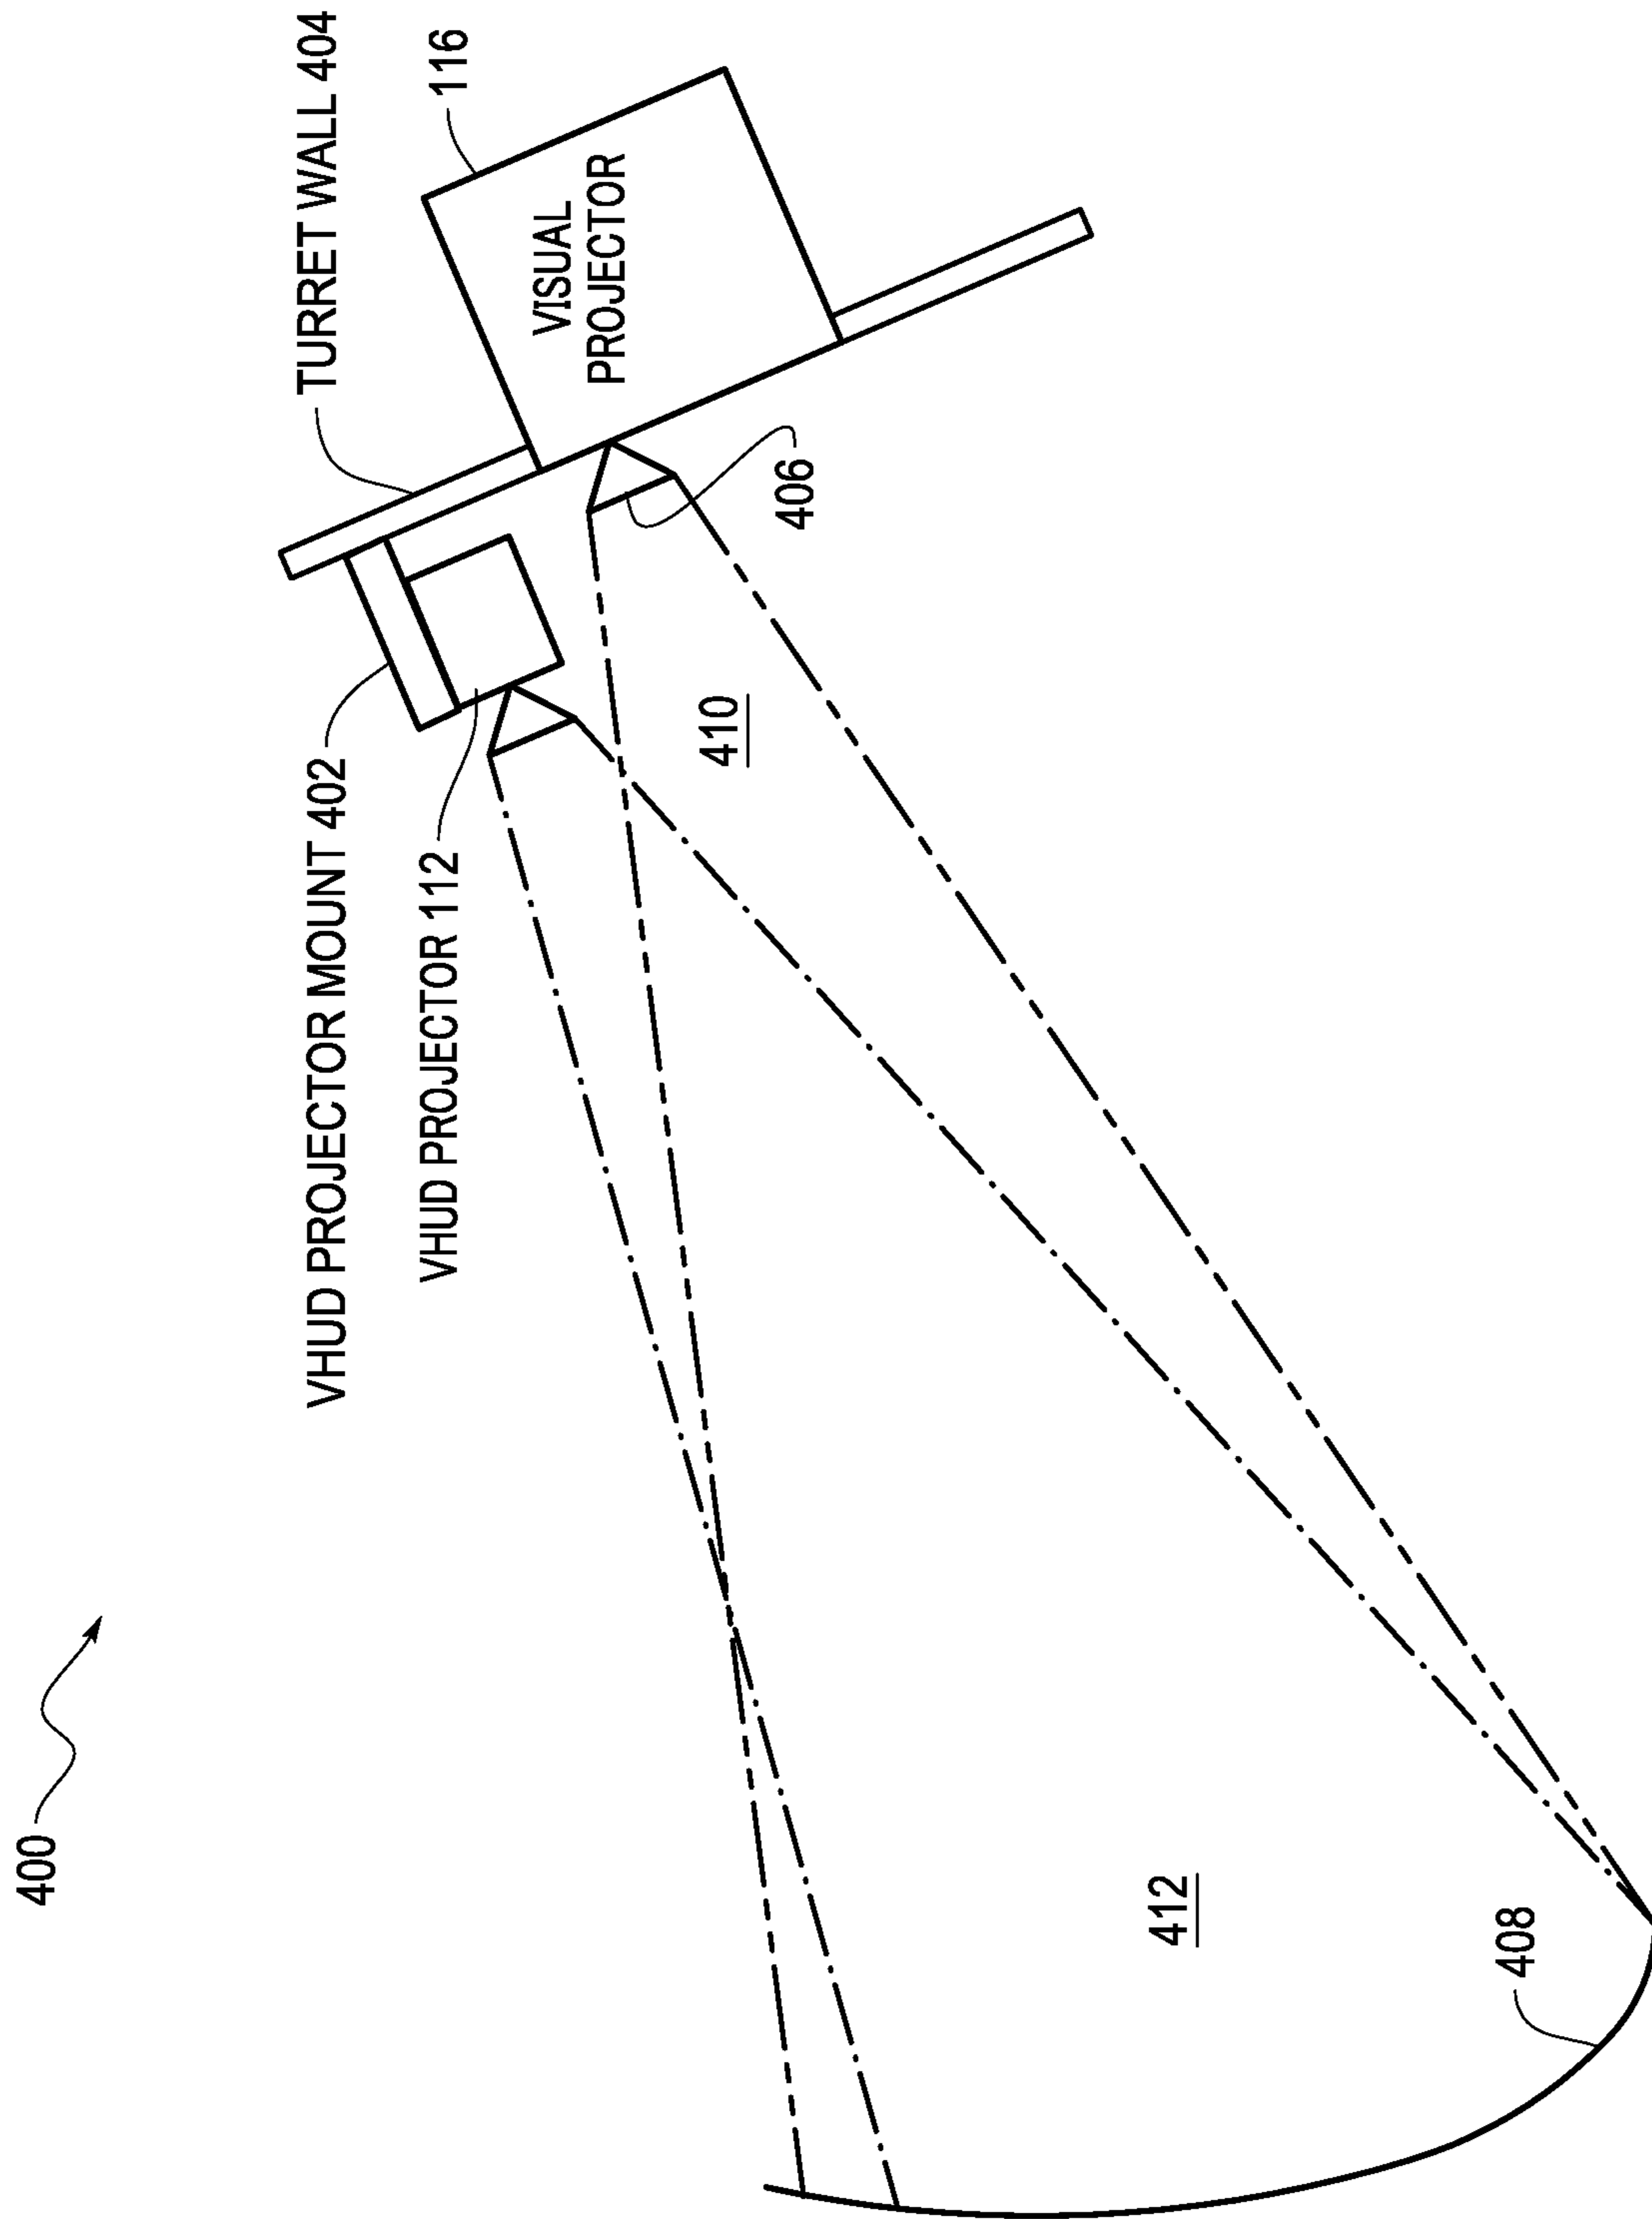 400
TURRET WALL 404
116
VISUAL
PROJECTOR
VHUD PROJECTOR MOUNT 402
VHUD PROJECTOR 112
406
410
412
408